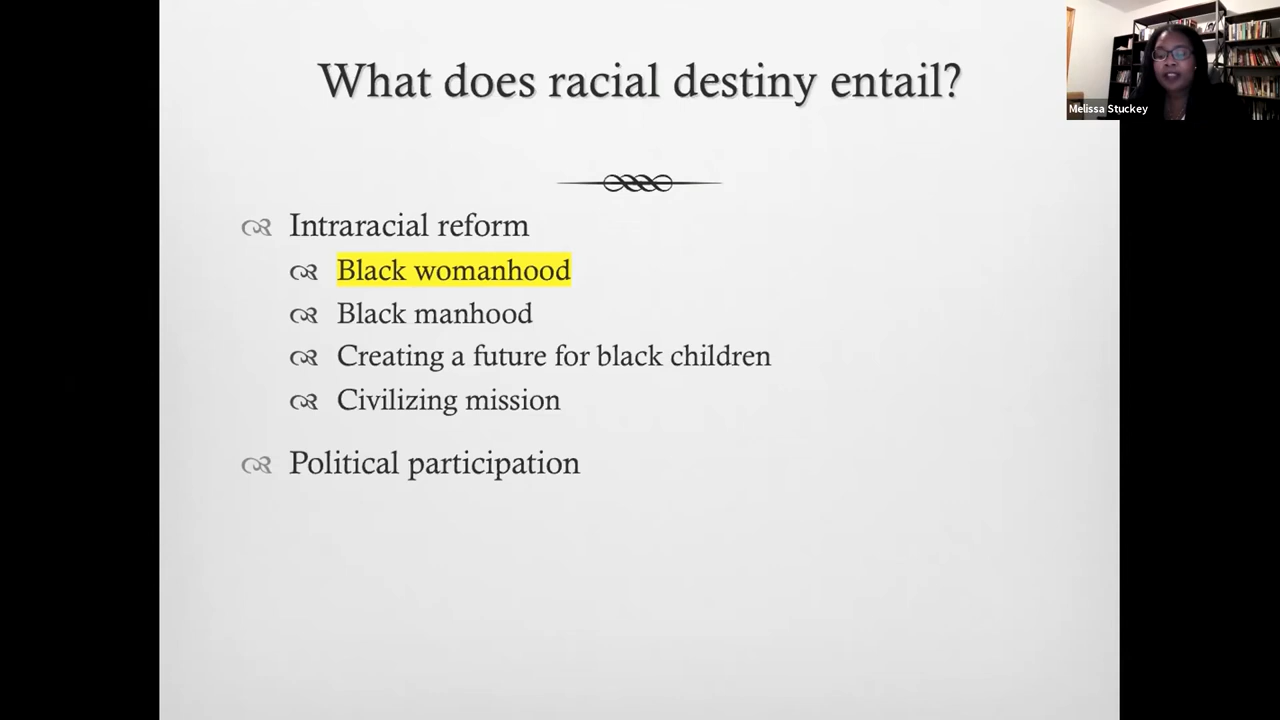 What does racial destiny entail?
Melissa Stuckey
Intraracial reform
Black womanhood
Black manhood
Creating a future for black children
Civilizing mission
Political participation